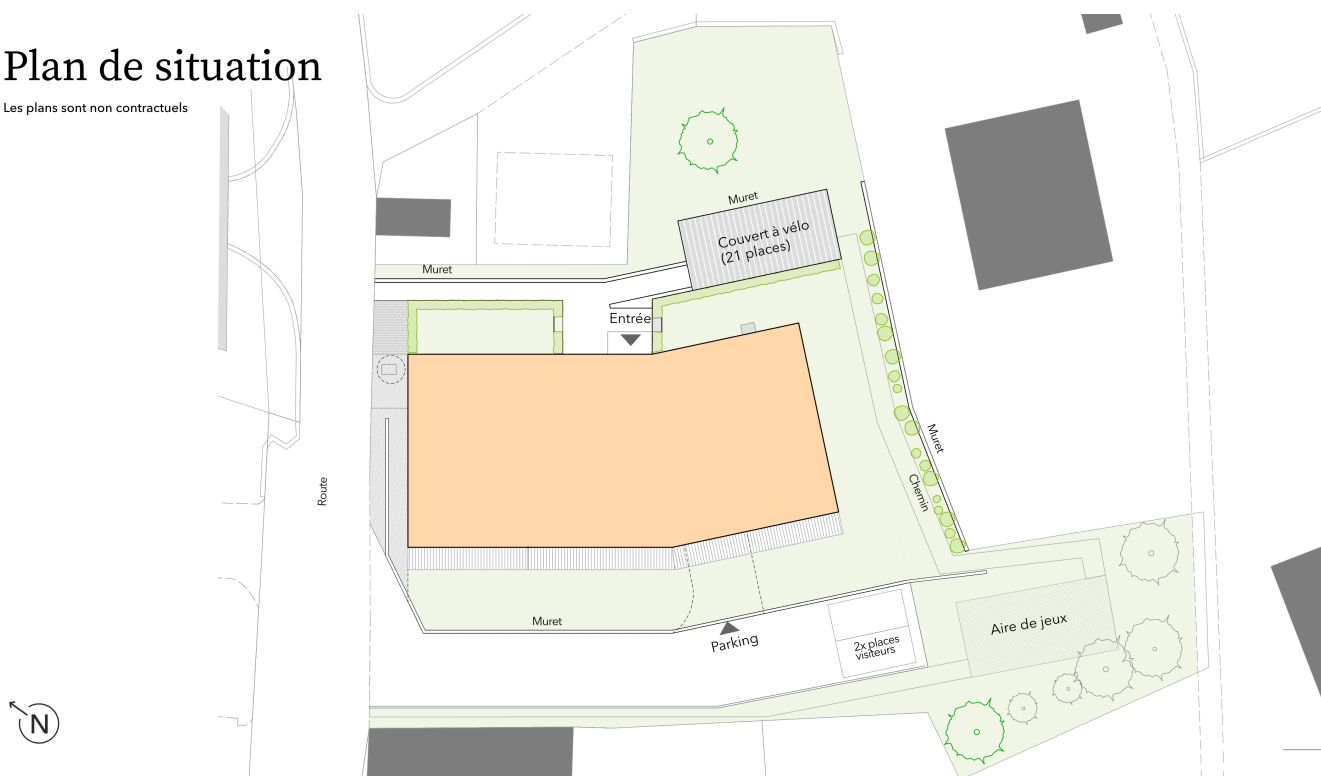 Plan de situation
Les plans sont non contractuels
Muret
Couvert à vélo
(21 places)
Muret
Entrée
Muret
Chemin
Route
Muret
Parking
2x places
visiteurs
Aire de jeux
N